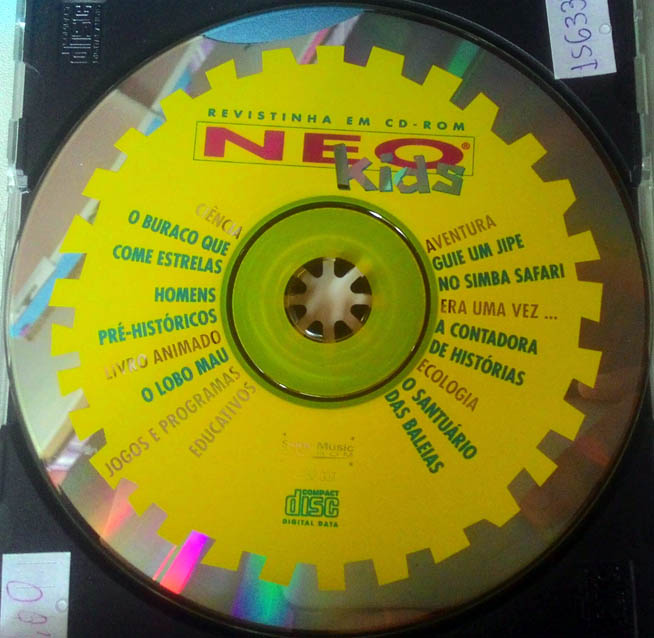 REVISTINHA EM CD-ROM
NEO®
kids
CIÊNCIA
O BURACO QUE
COME ESTRELAS
HOMENS
PRÉ-HISTÓRICOS
LIVRO ANIMADO
O LOBO MAU
JOGOS E PROGRAMAS
EDUCATIVOS
AVENTURA
GUIE UM JIPE
NO SIMBA SAFARI
ERA UMA VEZ ...
A CONTADORA
DE HISTÓRIAS
ECOLOGIA
O SANTUÁRIO
DAS BALEIAS
Music
COMPACT
disc
DIGITAL DATA
15633